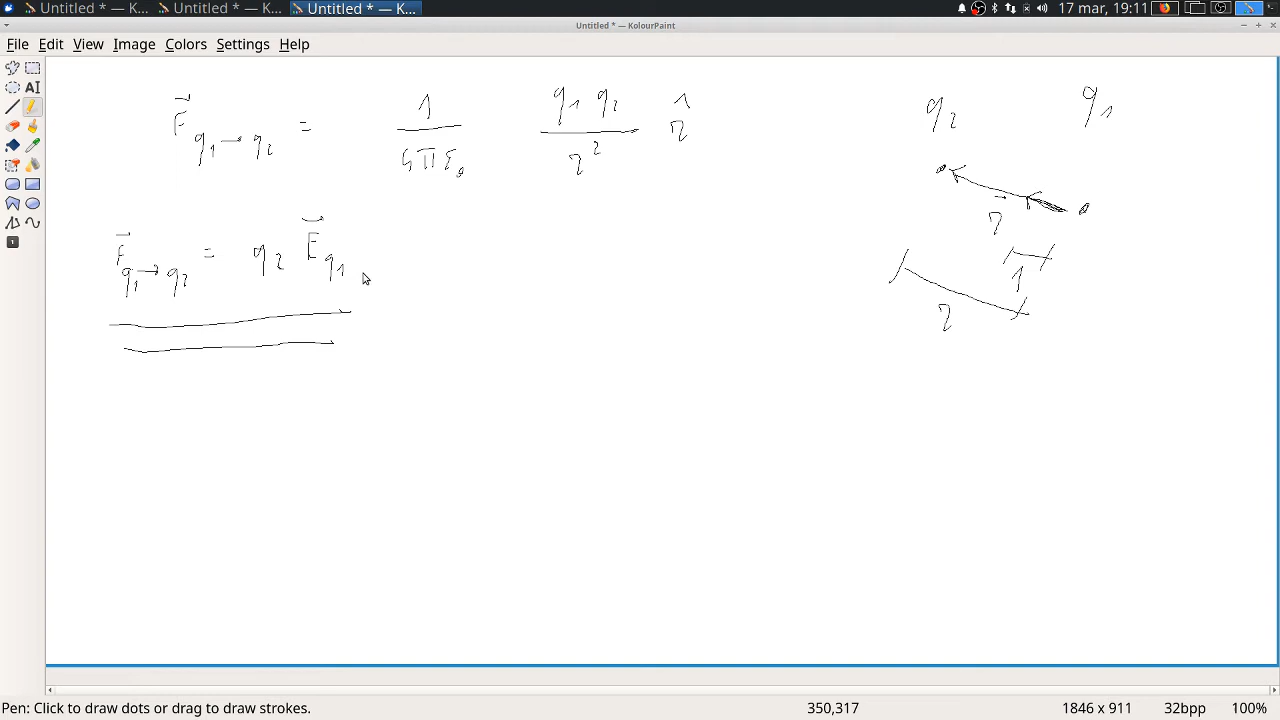 Untitled * — K...
Untitled * — K...
Untitled * — K...
17 mar, 19:11
Untitled * — KolourPaint
File Edit View Image Colors Settings Help
F⃗ q₁→q₂ = 1/(4πε₀) q₁ q₂/r² r̂
q₂ q₁
r⃗
F⃗ q₁→q₂ = q₂ E⃗ q₁
1
r
Pen: Click to draw dots or drag to draw strokes.
350,317
1846 x 911
32bpp
100%